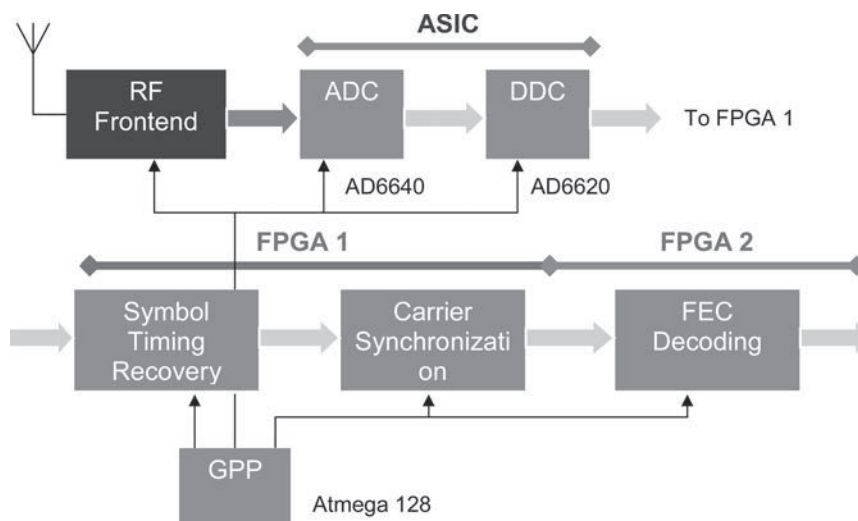 ASIC
RF
Frontend
ADC
DDC
To FPGA 1
AD6640
AD6620
FPGA 1
FPGA 2
Symbol
Timing
Recovery
Carrier
Synchronizati
on
FEC
Decoding
GPP
Atmega 128